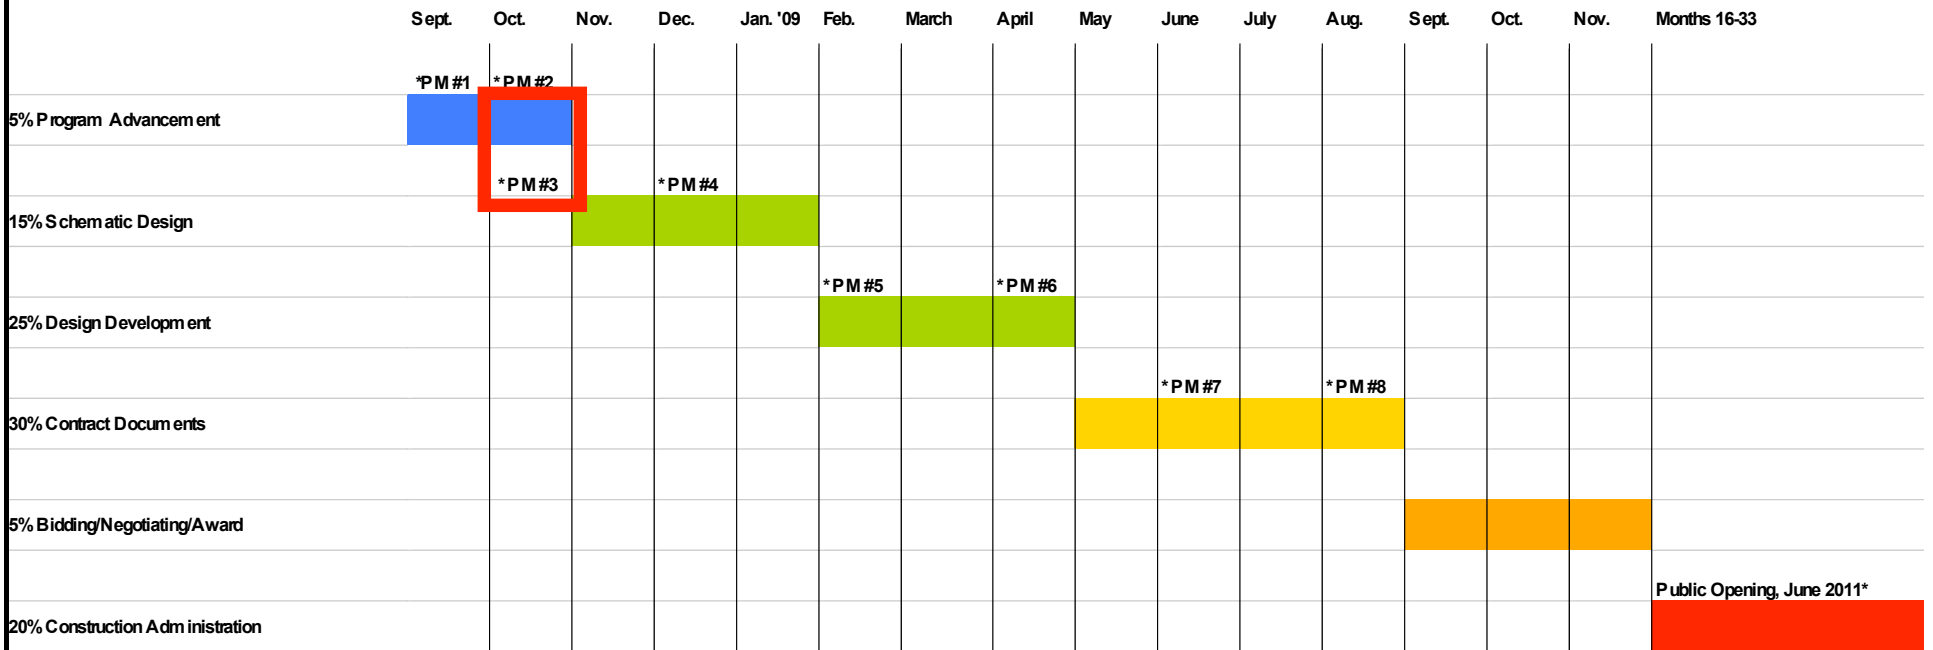 Sept. Oct. Nov. Dec. Jan. '09 Feb. March April May June July Aug. Sept. Oct. Nov. Months 16-33
*PM#1 *PM#2
5% Program Advancement
*PM#3 *PM#4
15% Schematic Design
*PM#5 *PM#6
25% Design Development
*PM#7 *PM#8
30% Contract Documents
5% Bidding/Negotiating/Award
Public Opening, June 2011*
20% Construction Administration